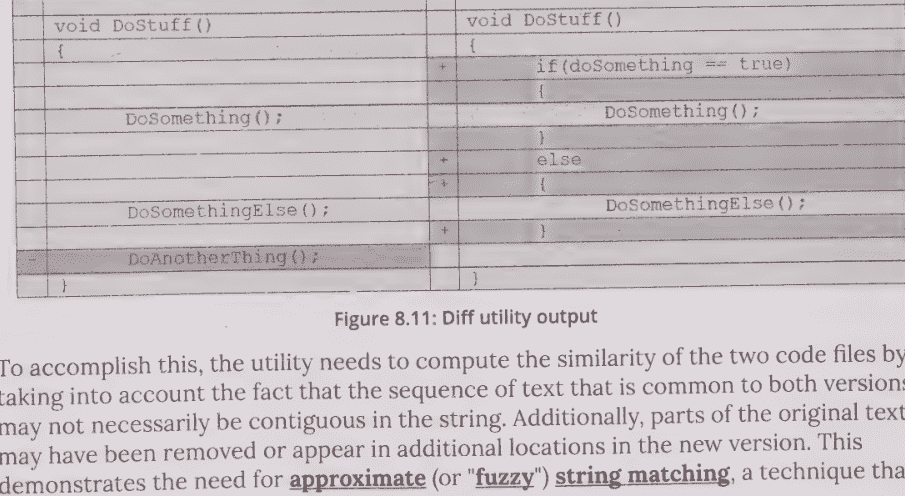 void DoStuff() void DoStuff()
{ {
+ if(doSomething == true)
{
DoSomething(); DoSomething();
}
+ else
+ {
DoSomethingElse(); DoSomethingElse();
+ }
- DoAnotherThing();
} }
Figure 8.11: Diff utility output
To accomplish this, the utility needs to compute the similarity of the two code files by
taking into account the fact that the sequence of text that is common to both versions
may not necessarily be contiguous in the string. Additionally, parts of the original text
may have been removed or appear in additional locations in the new version. This
demonstrates the need for approximate (or "fuzzy") string matching, a technique tha